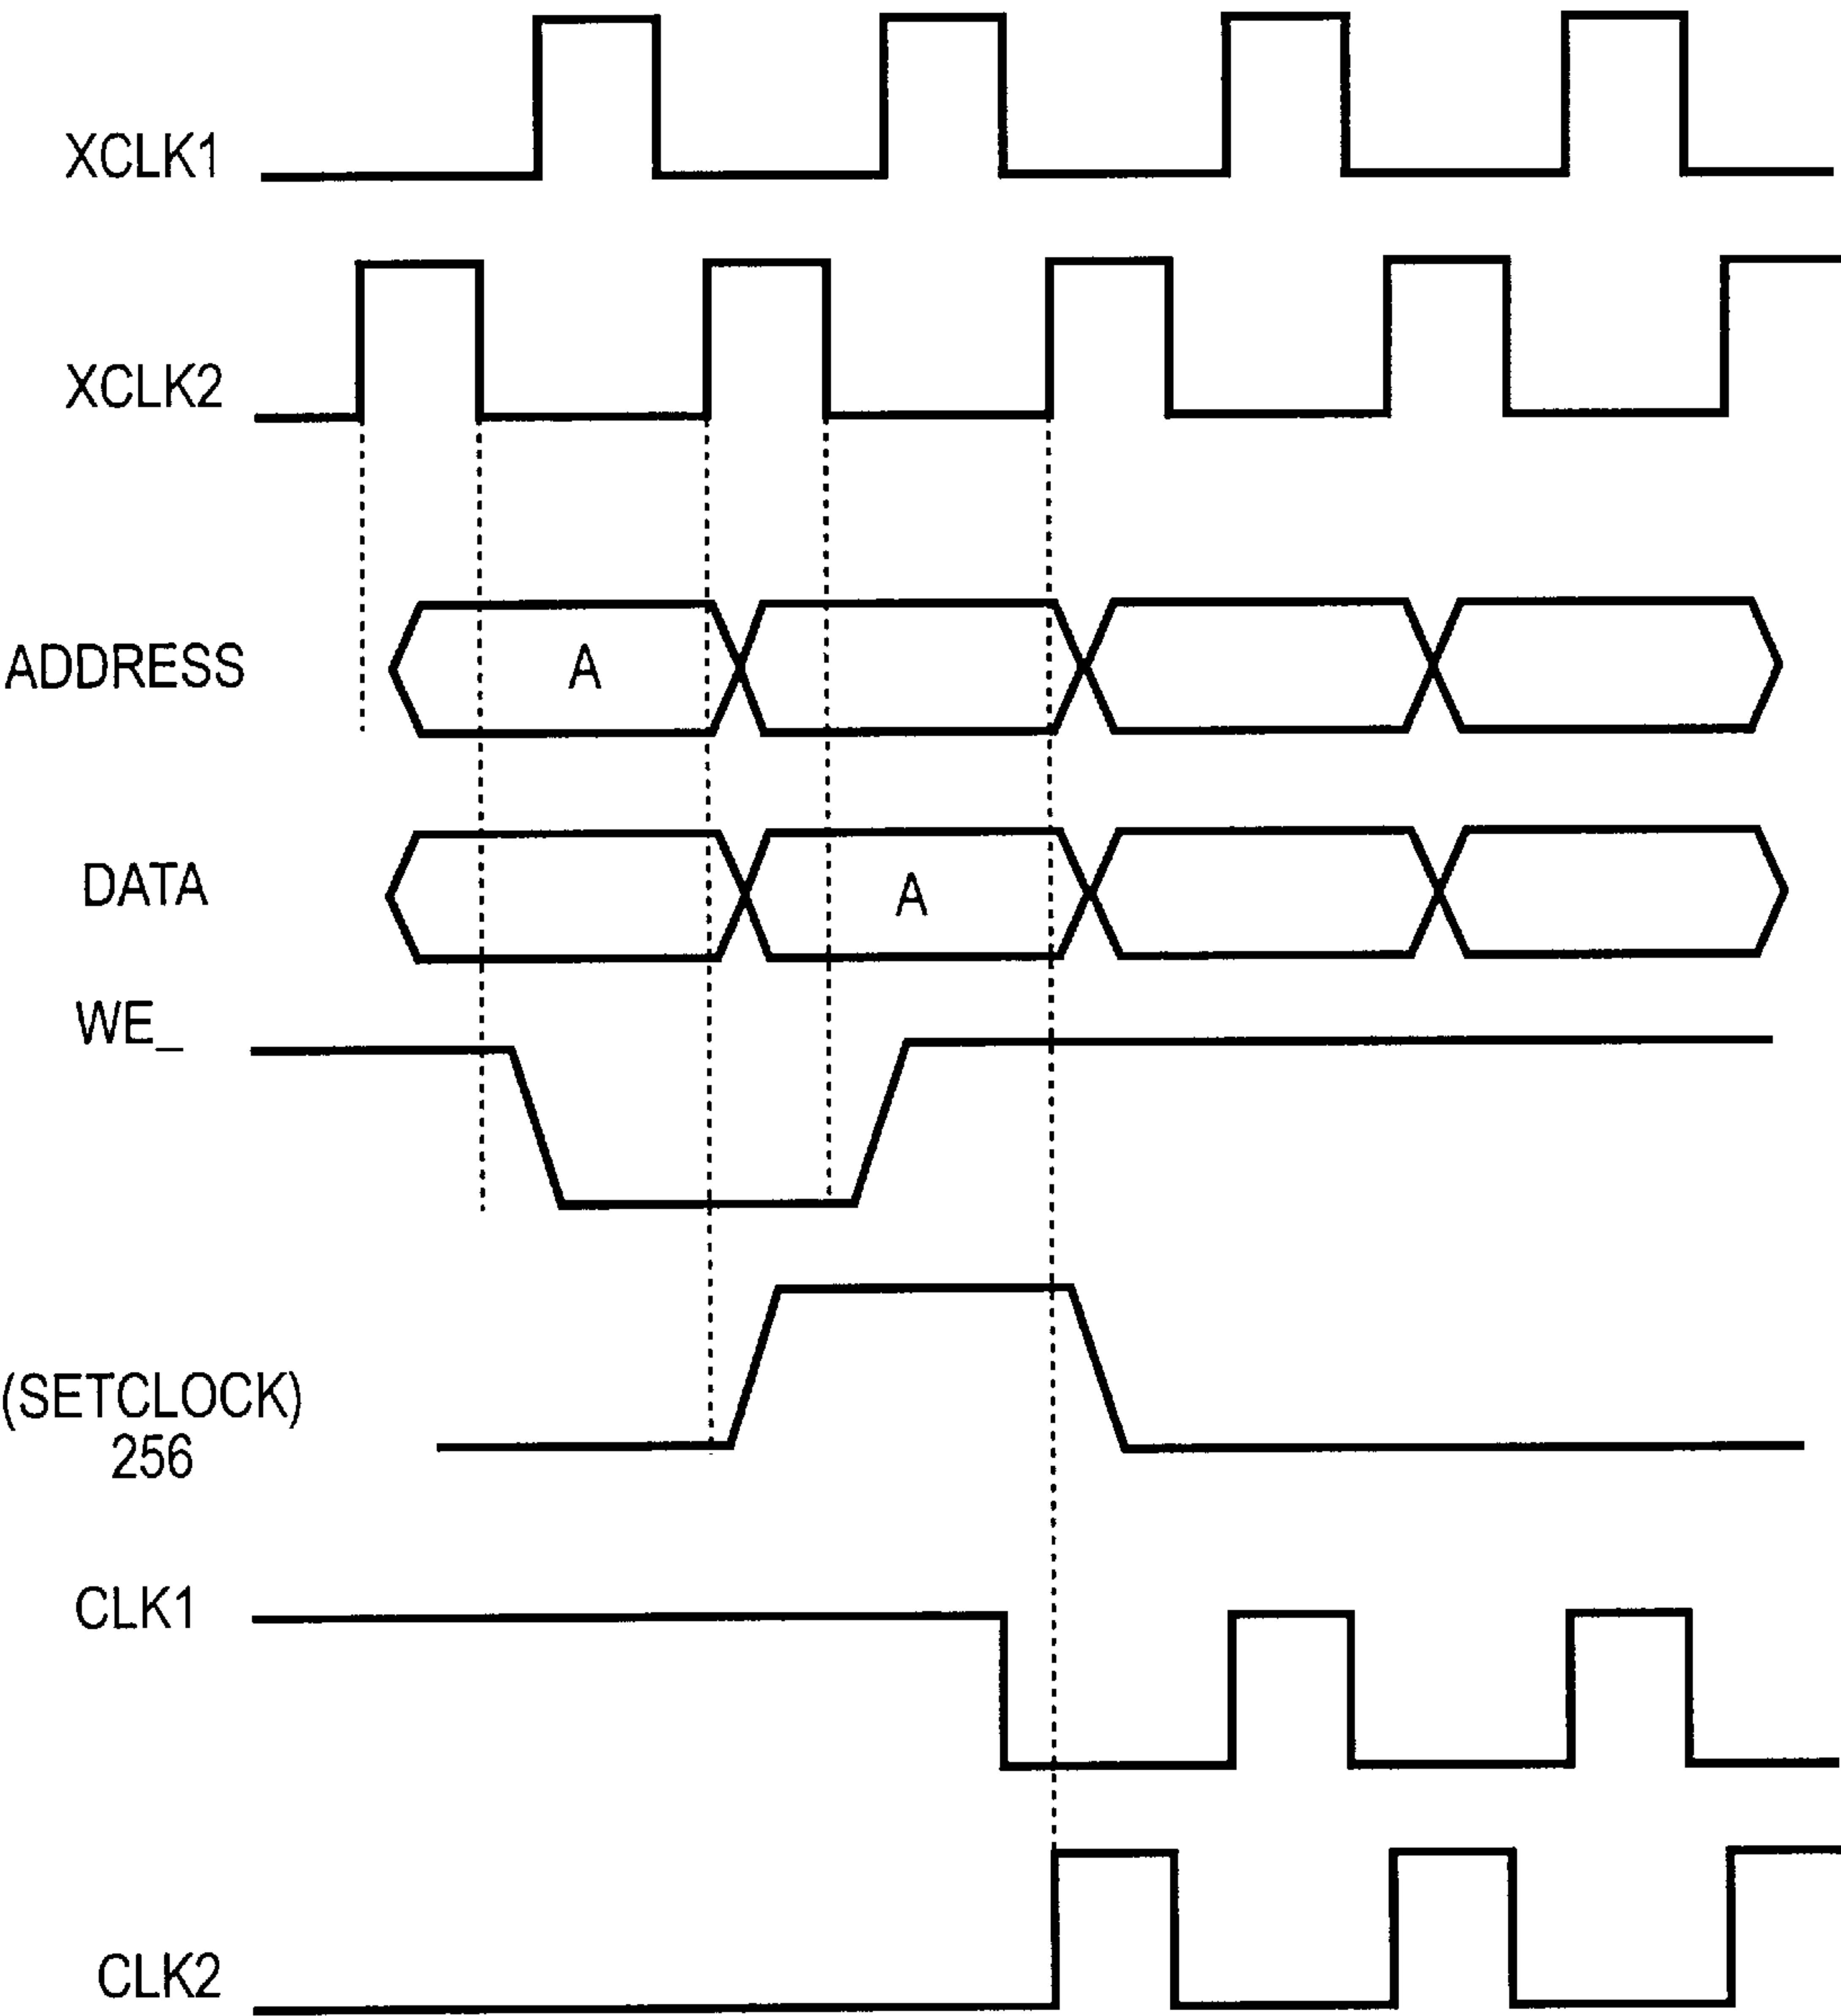 XCLK1
XCLK2
ADDRESS
A
DATA
A
WE_
(SETCLOCK)
256
CLK1
CLK2